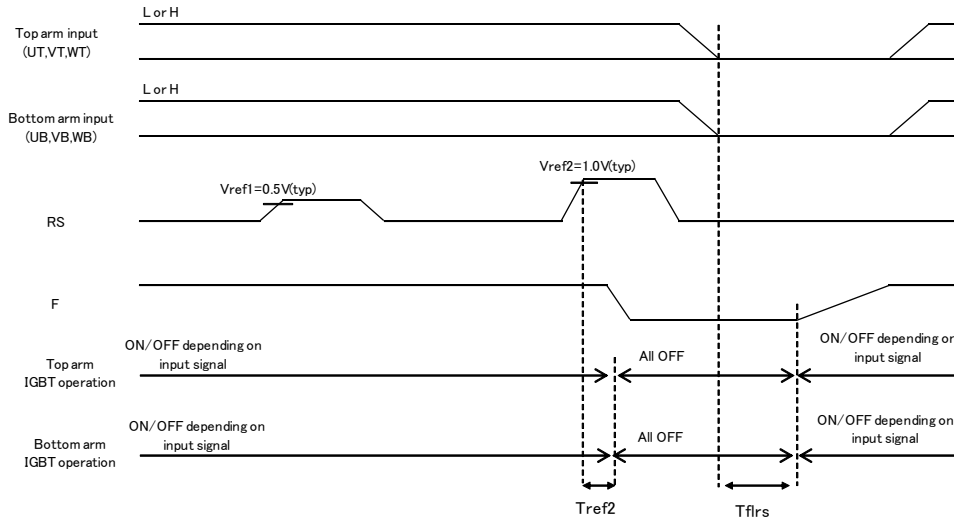 L or H
Top arm input
(UT,VT,WT)
L or H
Bottom arm input
(UB,VB,WB)
Vref2=1.0V(typ)
Vref1=0.5V(typ)
RS
F
ON/OFF depending on
input signal
All OFF
ON/OFF depending on
input signal
Top arm
IGBT operation
ON/OFF depending on
input signal
All OFF
ON/OFF depending on
input signal
Bottom arm
IGBT operation
Tref2
Tflrs